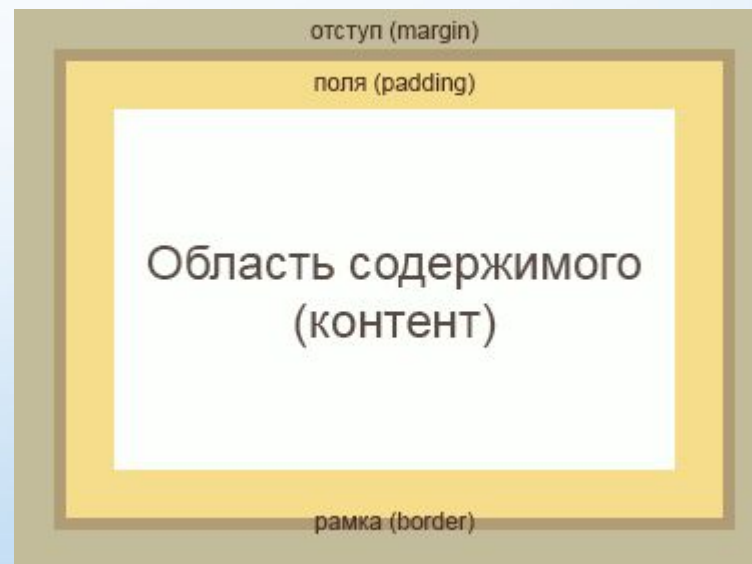 отступ (margin)
поля (padding)
Область содержимого
(контент)
рамка (border)